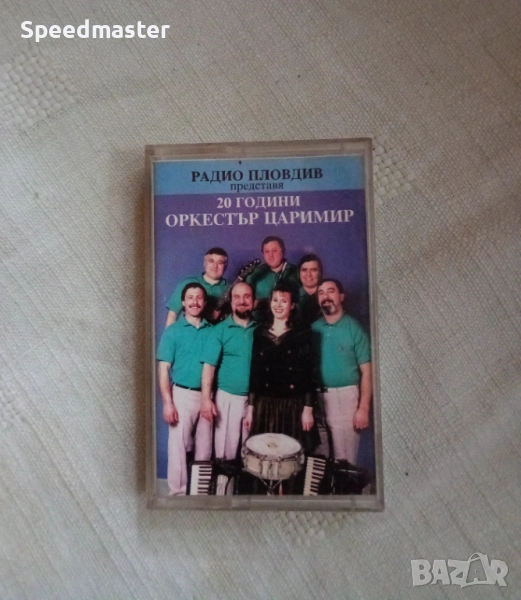 Speedmaster
РАДИО ПЛОВДИВ
представя
20 ГОДИНИ
ОРКЕСТЪР ЦАРИМИР
BAZAR